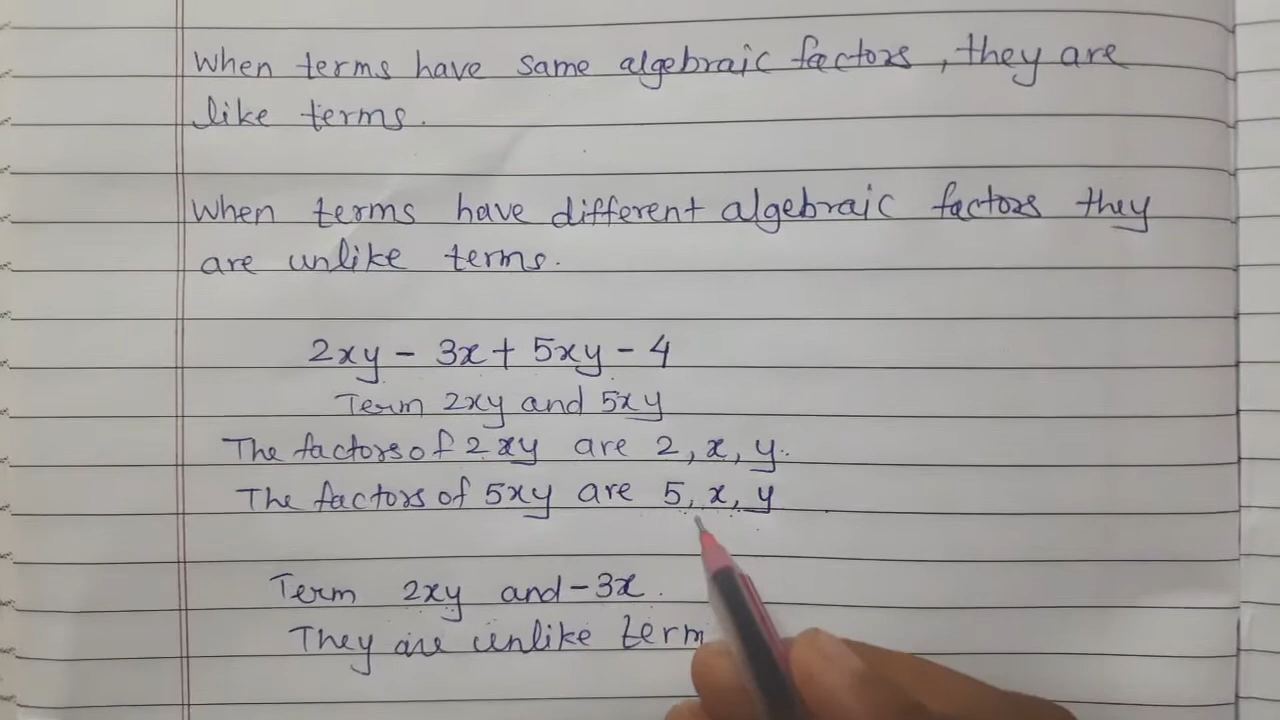 When terms have same algebraic factors, they are
like terms.
When terms have different algebraic factors they
are unlike terms.
2xy - 3x + 5xy - 4
Term 2xy and 5xy
The factors of 2xy are 2, x, y.
The factors of 5xy are 5, x, y
Term 2xy and -3x.
They are unlike term